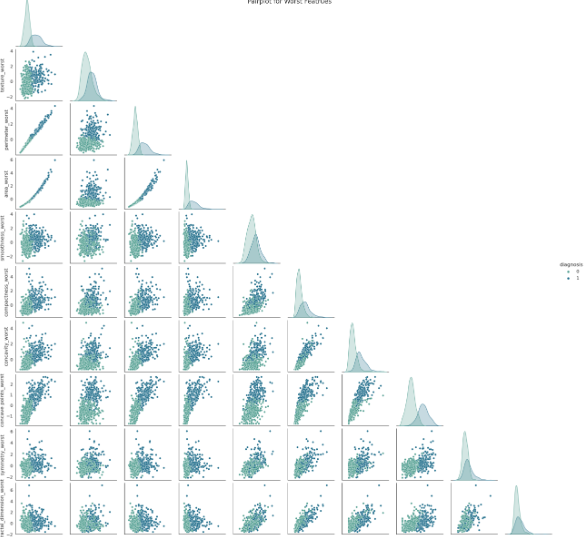 Pairplot for Worst Features
texture_worst
perimeter_worst
area_worst
smoothness_worst
compactness_worst
concavity_worst
concave points_worst
symmetry_worst
fractal_dimension_worst
diagnosis
0
1